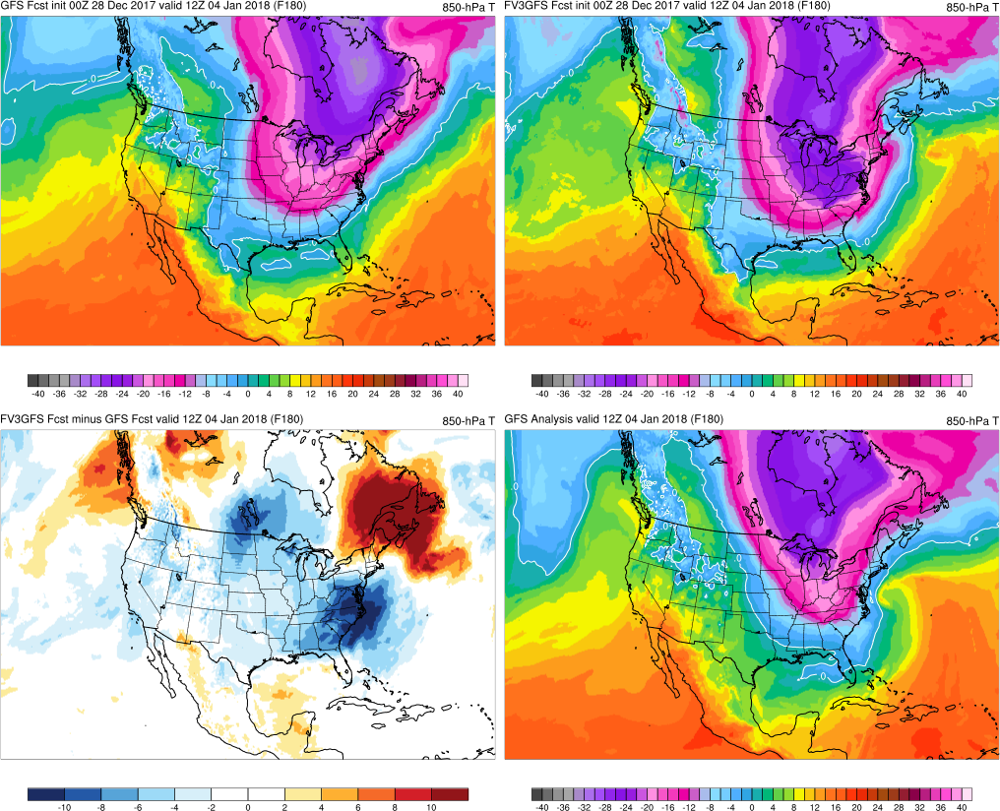 GFS Fcst init 00Z 28 Dec 2017 valid 12Z 04 Jan 2018 (F180) 850-hPa T
FV3GFS Fcst init 00Z 28 Dec 2017 valid 12Z 04 Jan 2018 (F180) 850-hPa T
-40 -36 -32 -28 -24 -20 -16 -12 -8 -4 0 4 8 12 16 20 24 28 32 36 40
-40 -36 -32 -28 -24 -20 -16 -12 -8 -4 0 4 8 12 16 20 24 28 32 36 40
FV3GFS Fcst minus GFS Fcst valid 12Z 04 Jan 2018 (F180) 850-hPa T
GFS Analysis valid 12Z 04 Jan 2018 (F180) 850-hPa T
-10 -8 -6 -4 -2 0 2 4 6 8 10
-40 -36 -32 -28 -24 -20 -16 -12 -8 -4 0 4 8 12 16 20 24 28 32 36 40